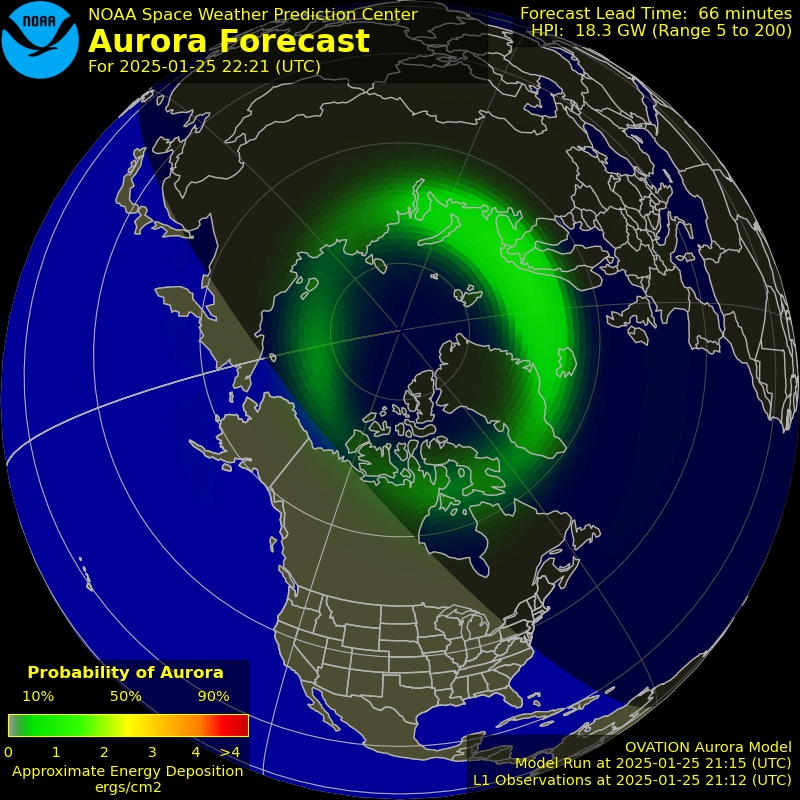 NOAA
NOAA Space Weather Prediction Center
Aurora Forecast
For 2025-01-25 22:21 (UTC)
Forecast Lead Time: 66 minutes
HPI: 18.3 GW (Range 5 to 200)
Probability of Aurora
10% 50% 90%
0 1 2 3 4 >4
Approximate Energy Deposition
ergs/cm2
OVATION Aurora Model
Model Run at 2025-01-25 21:15 (UTC)
L1 Observations at 2025-01-25 21:12 (UTC)